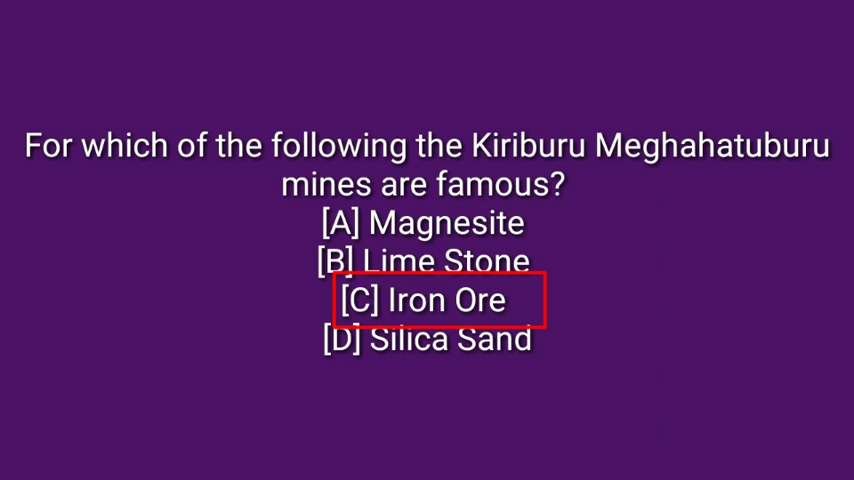 For which of the following the Kiriburu Meghahatuburu
mines are famous?
[A] Magnesite
[B] Lime Stone
[C] Iron Ore
[D] Silica Sand